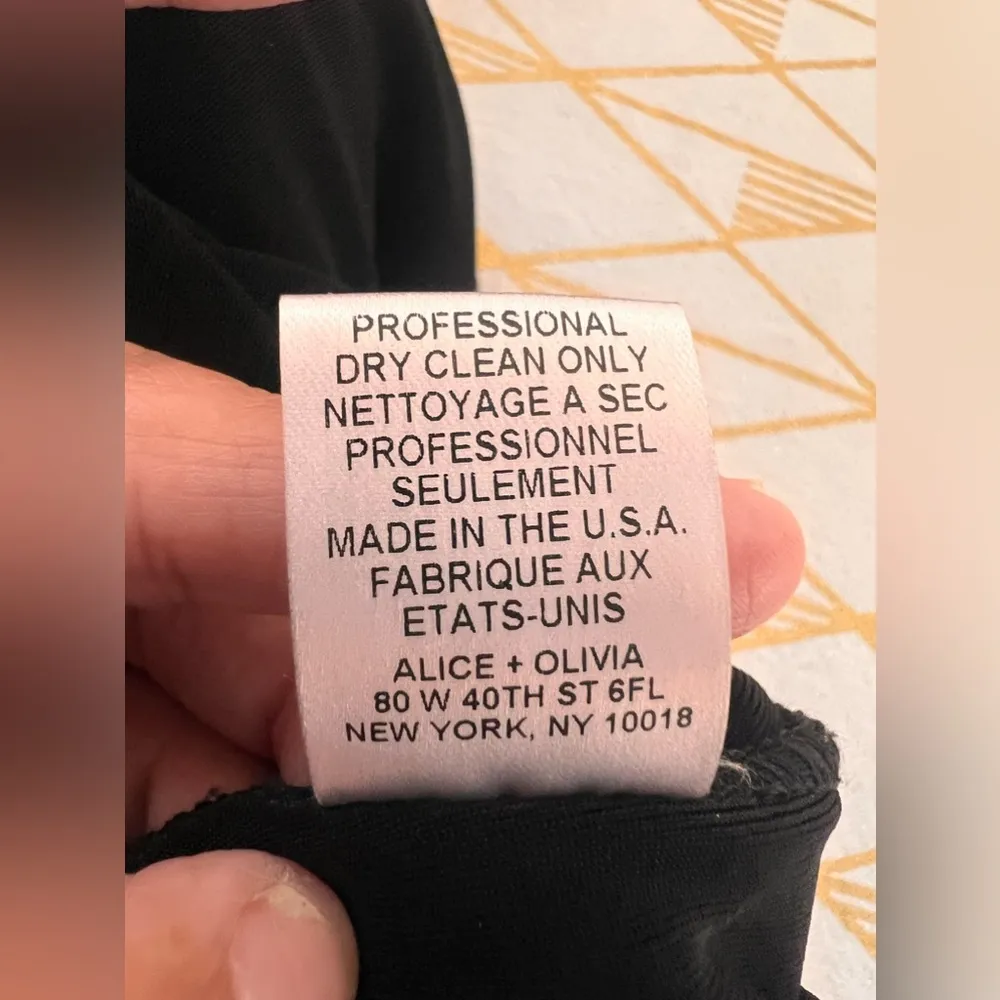 PROFESSIONAL
DRY CLEAN ONLY
NETTOYAGE A SEC
PROFESSIONNEL
SEULEMENT
MADE IN THE U.S.A.
FABRIQUE AUX
ETATS-UNIS
ALICE + OLIVIA
80 W 40TH ST 6FL
NEW YORK, NY 10018